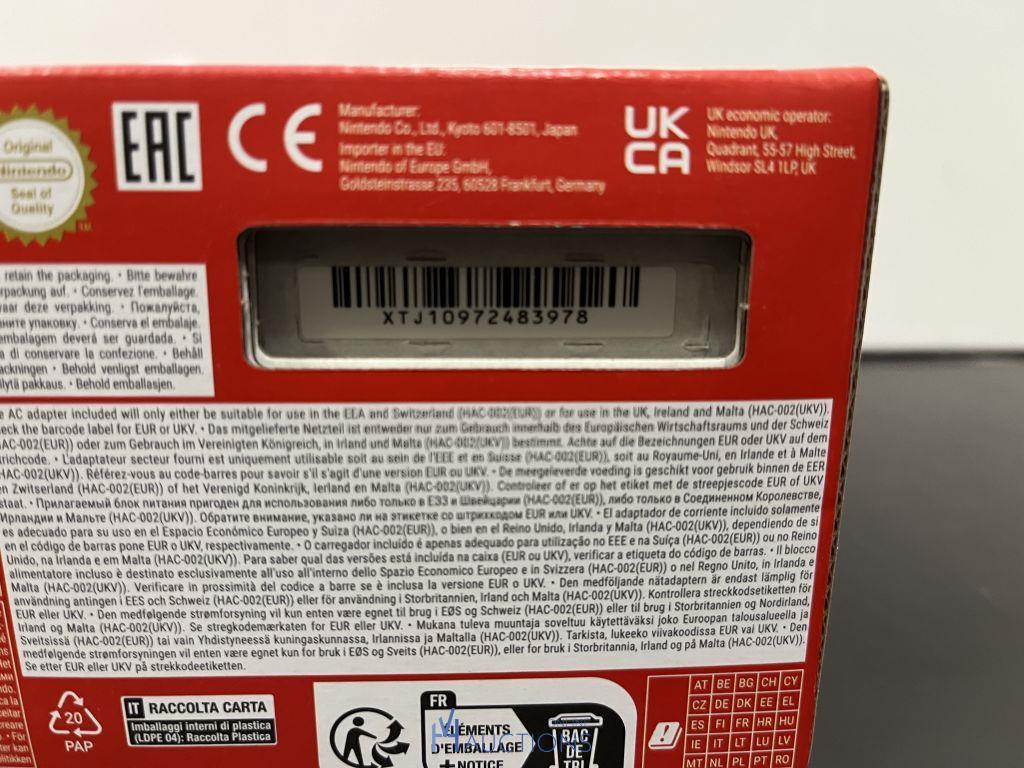 Original
Nintendo
Seal of
Quality
EAC
CE
Manufacturer:
Nintendo Co., Ltd., Kyoto 601-8501, Japan
Importer in the EU:
Nintendo of Europe GmbH,
Goldsteinstrasse 235, 60528 Frankfurt, Germany
UK
CA
UK economic operator:
Nintendo UK,
Quadrant, 55-57 High Street,
Windsor SL4 1LP, UK
XTJ10972483978
retain the packaging. • Bitte bewahre
rpackung auf. • Conservez l'emballage.
aar deze verpakking. • Пожалуйста,
ните упаковку. • Conserva el embalaje.
mbalagem deverá ser guardada. • Si
a di conservare la confezione. • Behåll
ackningen • Behold venligst emballagen.
ilytä pakkaus. • Behold emballasjen.
e AC adapter included will only either be suitable for use in the EEA and Switzerland (HAC-002(EUR)) or for use in the UK, Ireland and Malta (HAC-002(UKV)).
eck the barcode label for EUR or UKV. • Das mitgelieferte Netzteil ist entweder nur zum Gebrauch innerhalb des Europäischen Wirtschaftsraums und der Schweiz
AC-002(EUR)) oder zum Gebrauch im Vereinigten Königreich, in Irland und Malta (HAC-002(UKV)) bestimmt. Achte auf die Bezeichnungen EUR oder UKV auf dem
richcode. • L'adaptateur secteur fourni est uniquement utilisable soit au sein de l'EEE et en Suisse (HAC-002(EUR)), soit au Royaume-Uni, en Irlande et à Malte
HAC-002(UKV)). Référez-vous au code-barres pour savoir s'il s'agit d'une version EUR ou UKV. • De meegeleverde voeding is geschikt voor gebruik binnen de EER
en Zwitserland (HAC-002(EUR)) of het Verenigd Koninkrijk, Ierland en Malta (HAC-002(UKV)). Controleer of er op het etiket met de streepjescode EUR of UKV
staat. • Прилагаемый блок питания пригоден для использования либо только в ЕЭЗ и Швейцарии (HAC-002(EUR)), либо только в Соединенном Королевстве,
Ирландии и Мальте (HAC-002(UKV)). Обратите внимание, указано ли на этикетке со штрихкодом EUR или UKV. • El adaptador de corriente incluido solamente
es adecuado para su uso en el Espacio Económico Europeo y Suiza (HAC-002(EUR)), o bien en el Reino Unido, Irlanda y Malta (HAC-002(UKV)), dependiendo de si
en el código de barras pone EUR o UKV, respectivamente. • O carregador incluído é apenas adequado para utilização no EEE e na Suíça (HAC-002(EUR)) ou no Reino
Unido, na Irlanda e em Malta (HAC-002(UKV)). Para saber qual das versões está incluída na caixa (EUR ou UKV), verificar a etiqueta do código de barras. • Il blocco
alimentatore incluso è destinato esclusivamente all'uso all'interno dello Spazio Economico Europeo e in Svizzera (HAC-002(EUR)) o nel Regno Unito, in Irlanda e
Malta (HAC-002(UKV)). Verificare in prossimità del codice a barre se è inclusa la versione EUR o UKV. • Den medföljande nätadaptern är endast lämplig för
användning antingen i EES och Schweiz (HAC-002(EUR)) eller för användning i Storbritannien, Irland och Malta (HAC-002(UKV)). Kontrollera streckkodsetiketten för
EUR eller UKV. • Den medfølgende strømforsyning vil kun enten være egnet til brug i EØS og Schweiz (HAC-002(EUR)) eller til brug i Storbritannien og Nordirland,
Irland og Malta (HAC-002(UKV)). Se stregkodemærkaten for EUR eller UKV. • Mukana tuleva muuntaja soveltuu käytettäväksi joko Euroopan talousalueella ja
Sveitsissä (HAC-002(EUR)) tai vain Yhdistyneessä kuningaskunnassa, Irlannissa ja Maltalla (HAC-002(UKV)). Tarkista, lukeeko viivakoodissa EUR vai UKV. • Den
medfølgende strømforsyningen vil enten være egnet kun for bruk i EØS og Sveits (HAC-002(EUR)), eller for bruk i Storbritannia, Irland og på Malta (HAC-002(UKV)).
Se etter EUR eller UKV på strekkodeetiketten.
20
PAP
IT RACCOLTA CARTA
Imballaggi interni di plastica
(LDPE 04): Raccolta Plastica
FR
ÉLÉMENTS
D'EMBALLAGE
+ NOTICE
BAC
DE
TRI
AUCTIONS
AT BE BG CH CY
CZ DE DK EE EL
ES FI FR HR HU
IE IT LT LU LV
MT NL PL PT RO